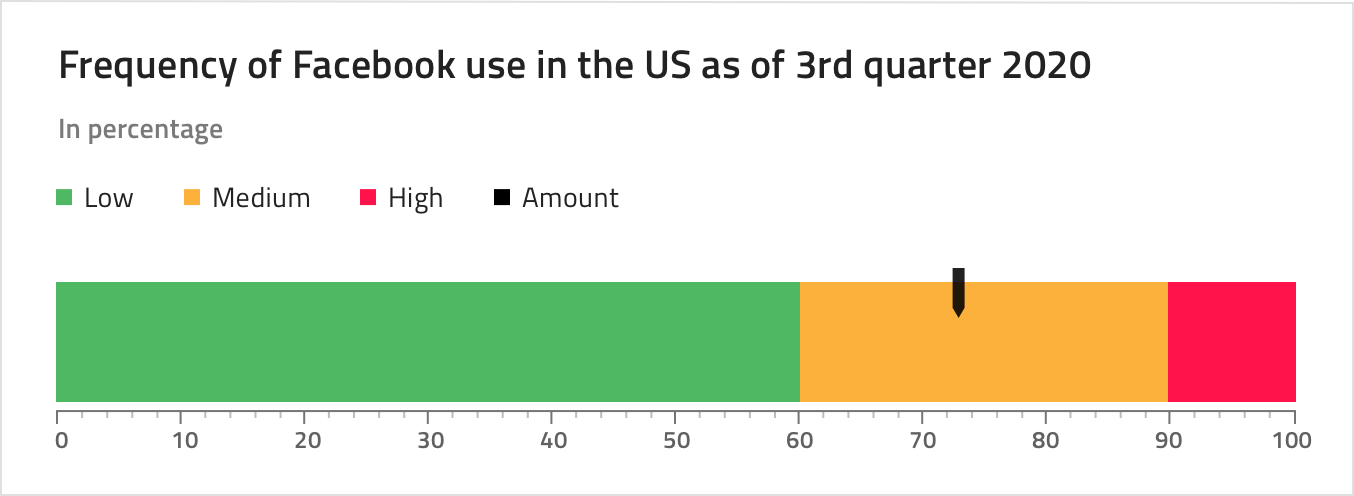 Frequency of Facebook use in the US as of 3rd quarter 2020
In percentage
Low Medium High Amount
0 10 20 30 40 50 60 70 80 90 100